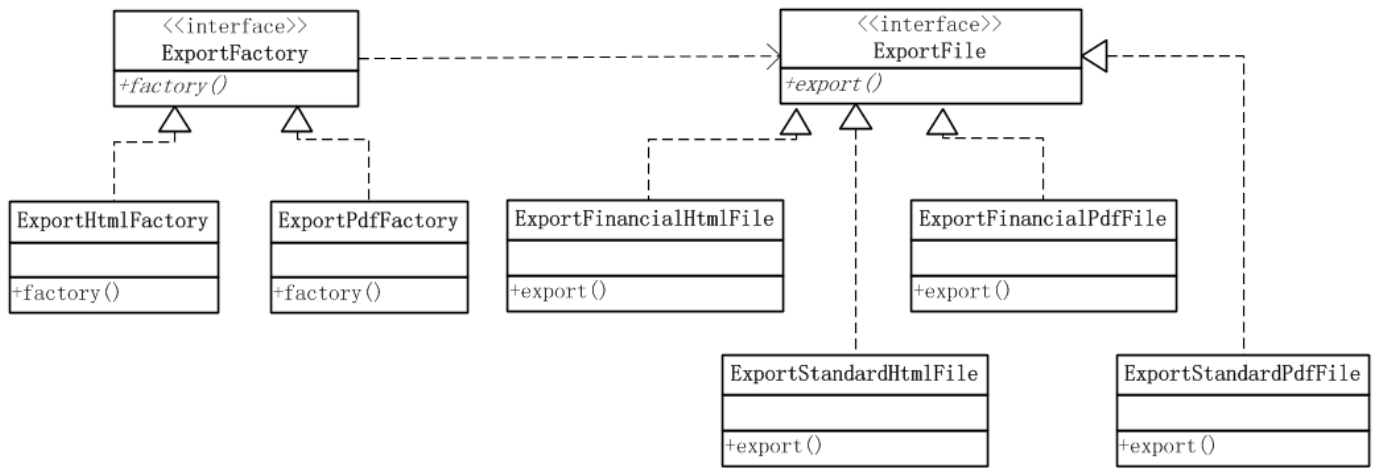 <<interface>>
ExportFactory
+factory()
<<interface>>
ExportFile
+export()
ExportHtmlFactory
+factory()
ExportPdfFactory
+factory()
ExportFinancialHtmlFile
+export()
ExportFinancialPdfFile
+export()
ExportStandardHtmlFile
+export()
ExportStandardPdfFile
+export()